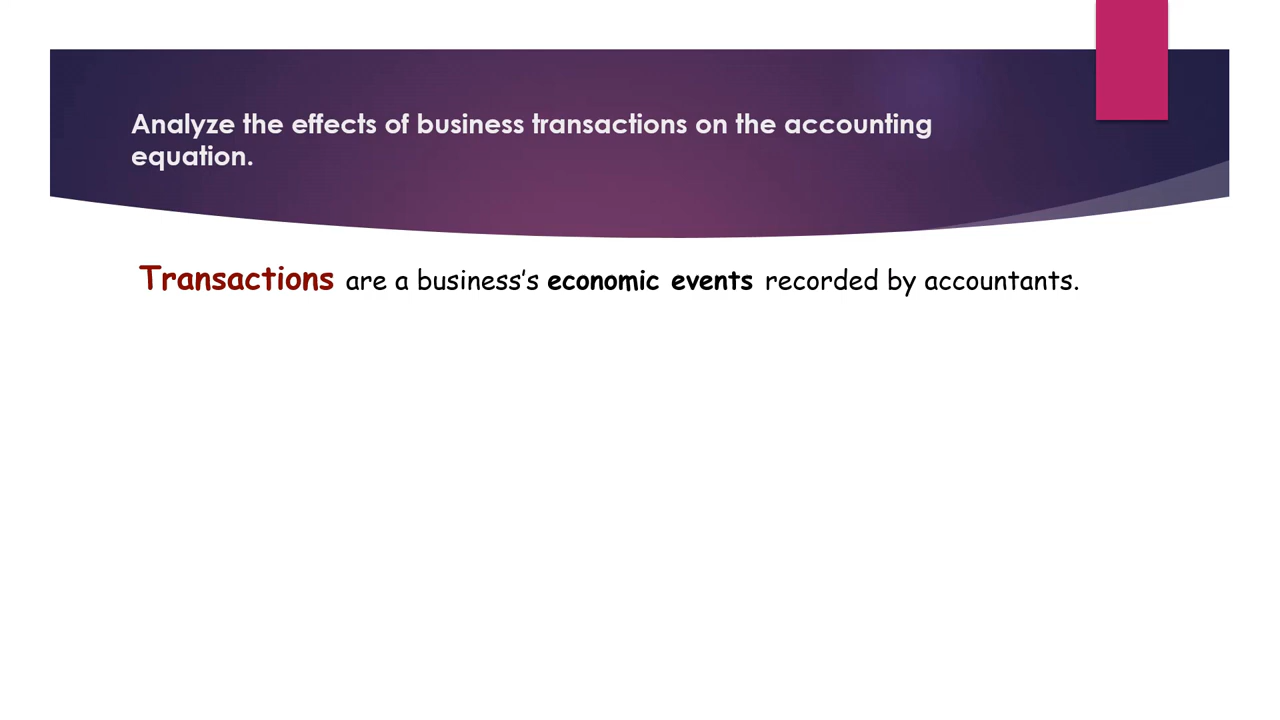 Analyze the effects of business transactions on the accounting
equation.
Transactions are a business’s economic events recorded by accountants.